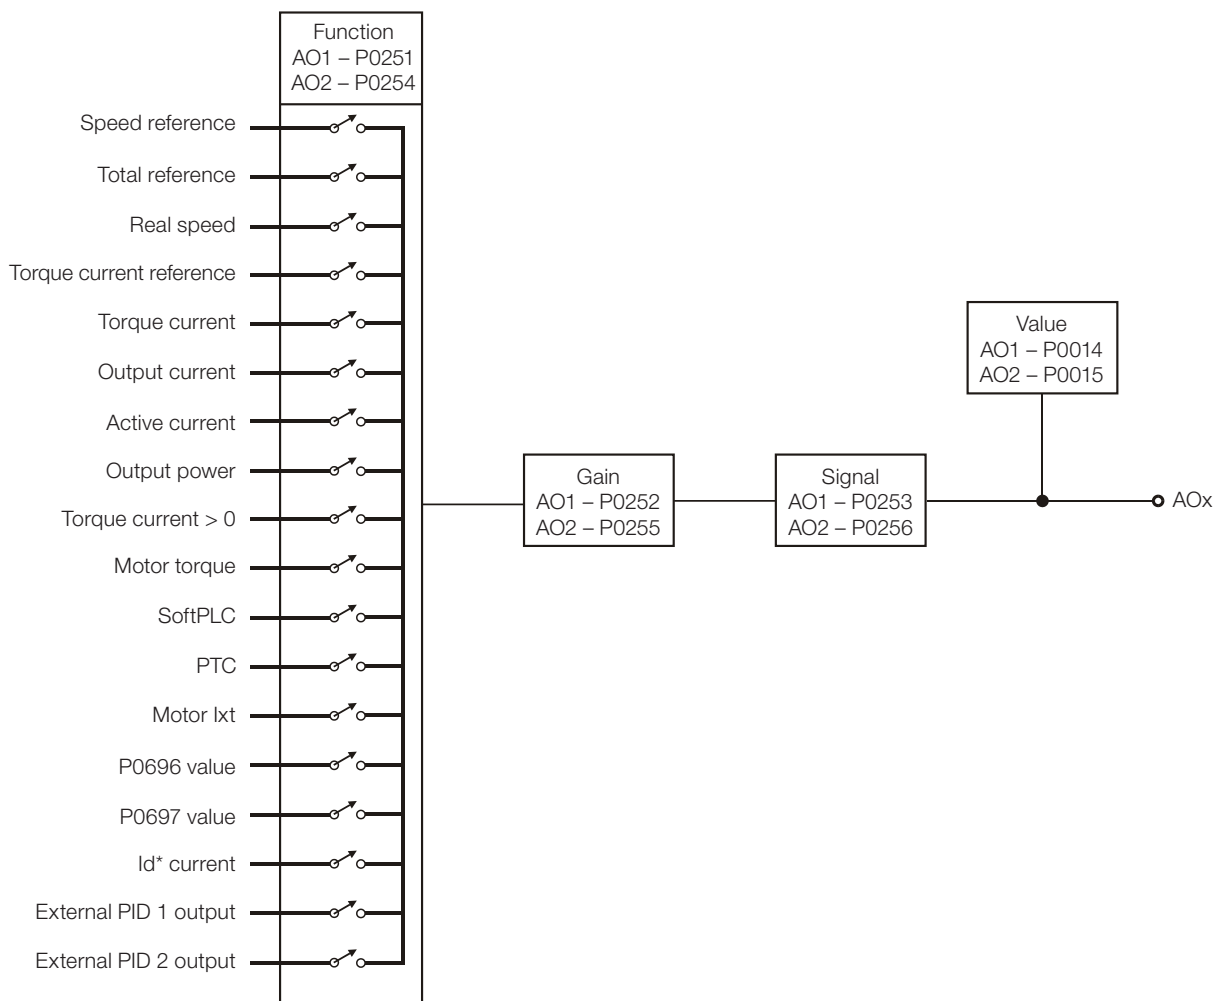 Function
AO1 – P0251
AO2 – P0254
Speed reference
Total reference
Real speed
Torque current reference
Torque current
Output current
Active current
Output power
Torque current > 0
Motor torque
SoftPLC
PTC
Motor Ixt
P0696 value
P0697 value
Id* current
External PID 1 output
External PID 2 output
Gain
AO1 – P0252
AO2 – P0255
Signal
AO1 – P0253
AO2 – P0256
Value
AO1 – P0014
AO2 – P0015
AOx